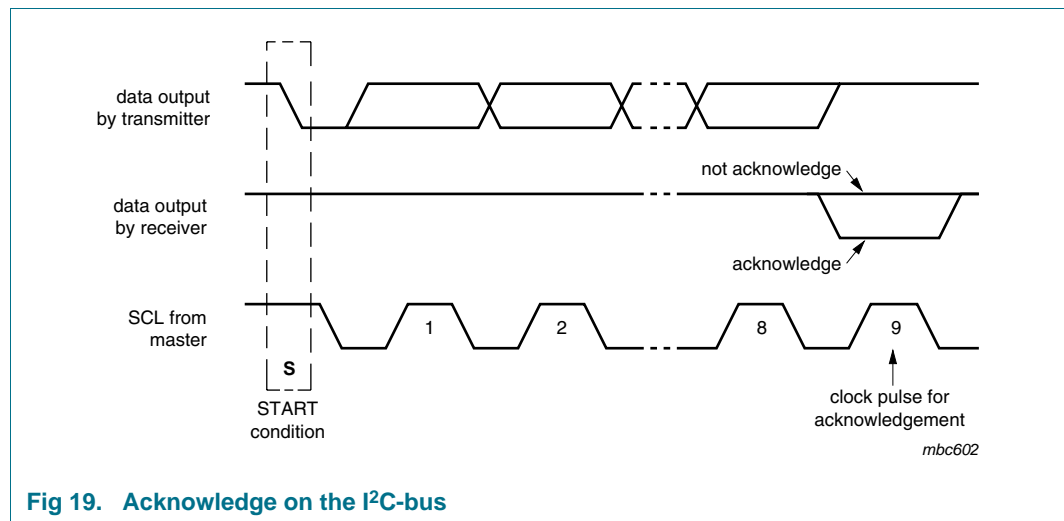 data output
by transmitter
not acknowledge
data output
by receiver
acknowledge
SCL from
master
1
2
8
9
S
START
condition
clock pulse for
acknowledgement
mbc602
Fig 19. Acknowledge on the I²C-bus